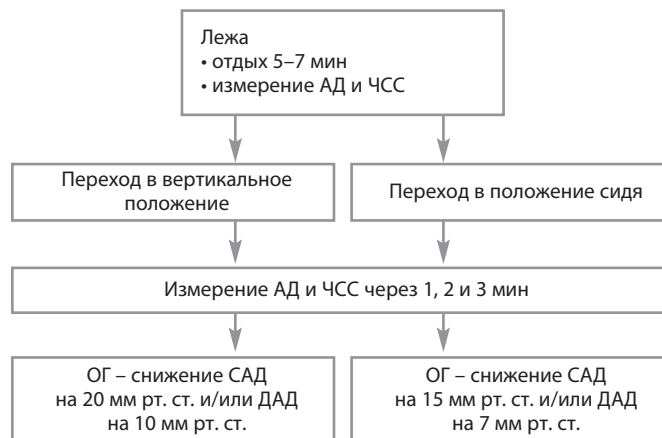 Лежа
• отдых 5–7 мин
• измерение АД и ЧСС
Переход в вертикальное
положение
Переход в положение сидя
Измерение АД и ЧСС через 1, 2 и 3 мин
ОГ – снижение САД
на 20 мм рт. ст. и/или ДАД
на 10 мм рт. ст.
ОГ – снижение САД
на 15 мм рт. ст. и/или ДАД
на 7 мм рт. ст.